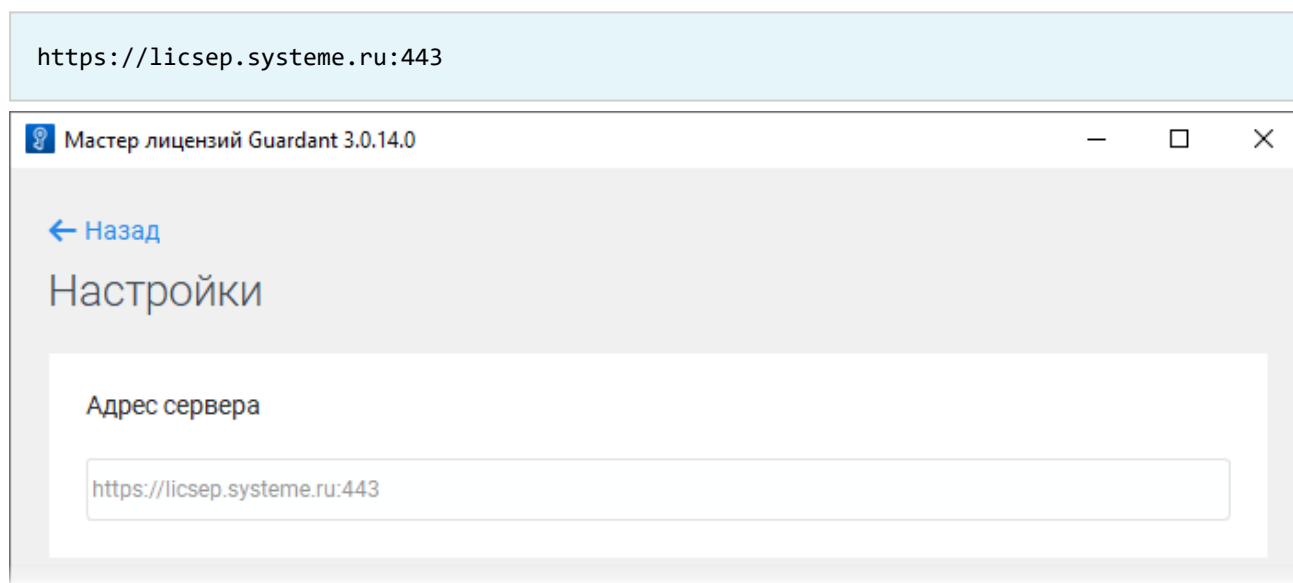 https://licsep.systeme.ru:443
Мастер лицензий Guardant 3.0.14.0
Назад
Настройки
Адрес сервера
https://licsep.systeme.ru:443